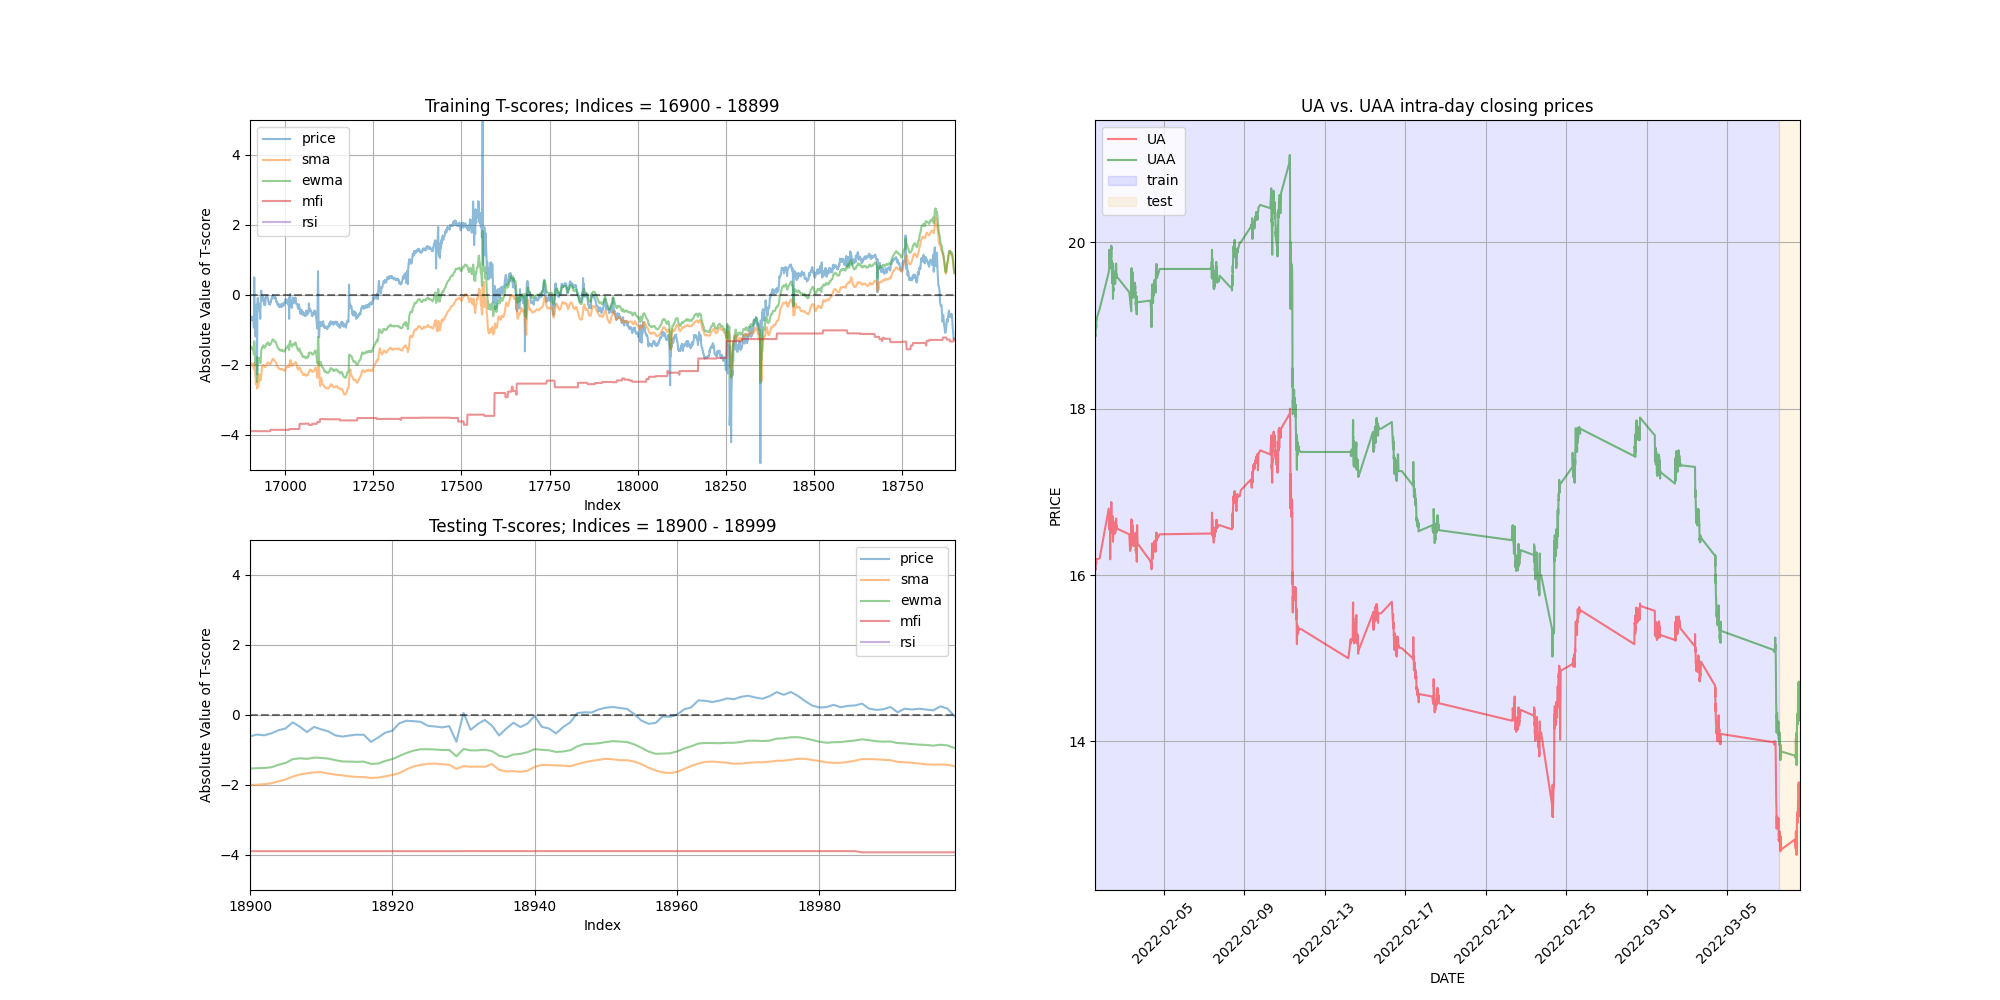 Training T-scores; Indices = 16900 - 18899
Absolute Value of T-score
4
2
0
−2
−4
price
sma
ewma
mfi
rsi
17000 17250 17500 17750 18000 18250 18500 18750
Index
Testing T-scores; Indices = 18900 - 18999
Absolute Value of T-score
4
2
0
−2
−4
price
sma
ewma
mfi
rsi
18900 18920 18940 18960 18980
Index
UA vs. UAA intra-day closing prices
PRICE
20
18
16
14
UA
UAA
train
test
2022-02-05 2022-02-09 2022-02-13 2022-02-17 2022-02-21 2022-02-25 2022-03-01 2022-03-05
DATE